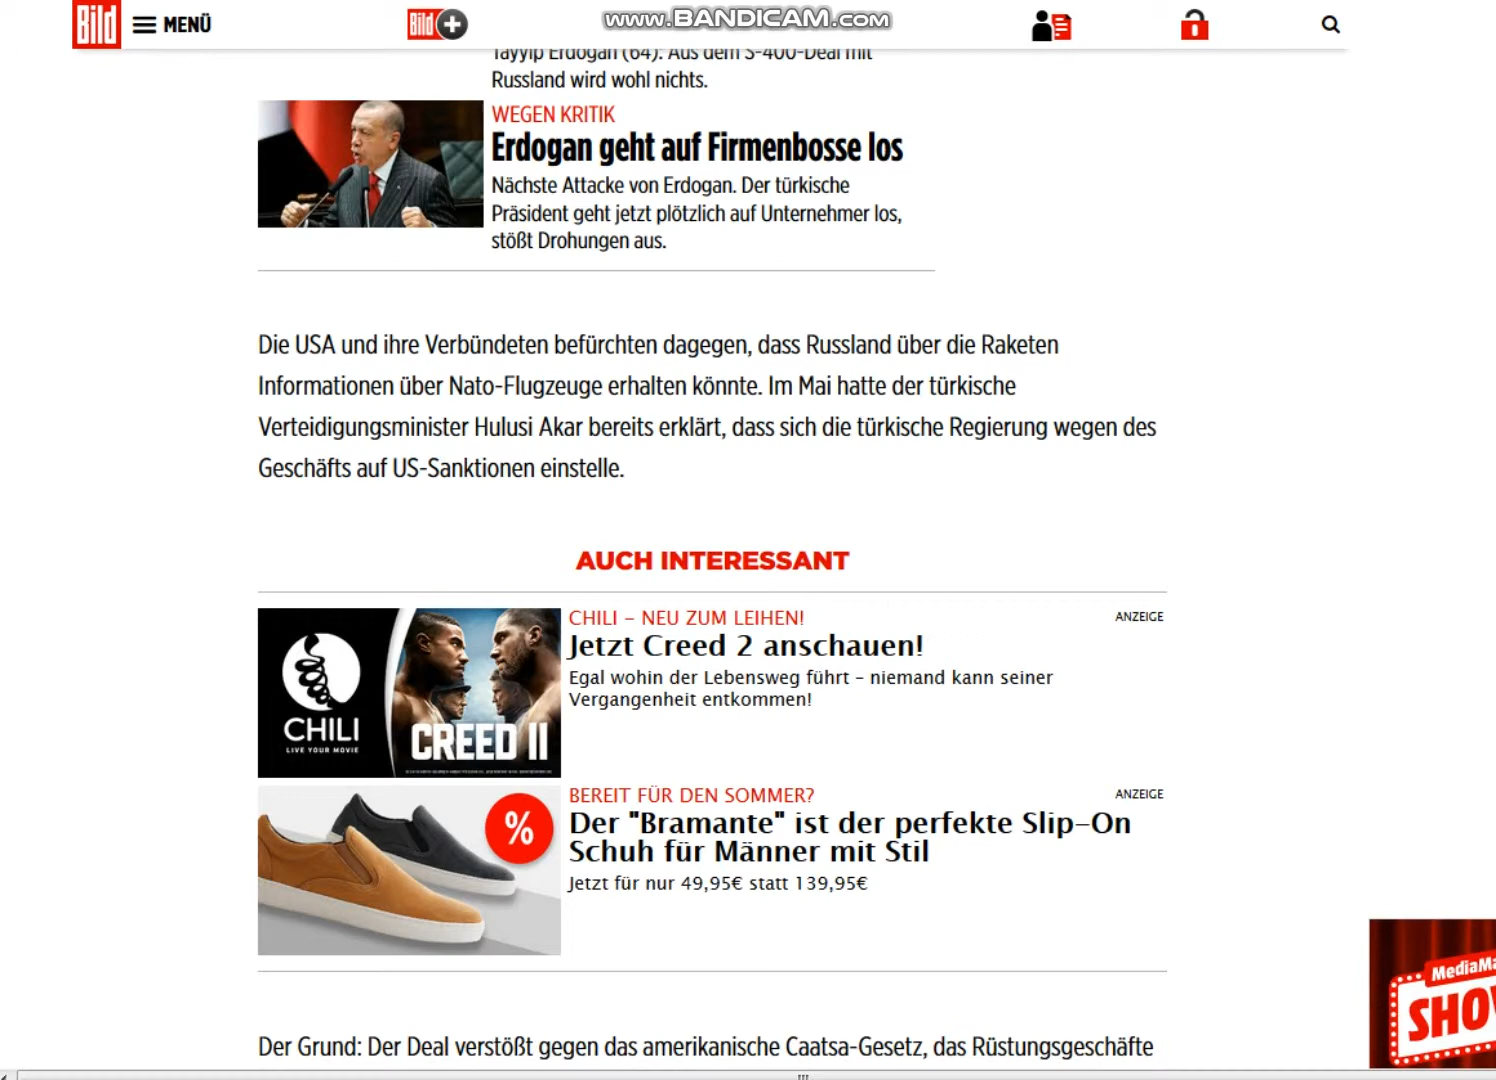 Bild
MENÜ
Bild +
www.BANDICAM.com
Tayyip Erdogan (64): Aus dem S-400-Deal mit
Russland wird wohl nichts.
WEGEN KRITIK
Erdogan geht auf Firmenbosse los
Nächste Attacke von Erdogan. Der türkische
Präsident geht jetzt plötzlich auf Unternehmer los,
stößt Drohungen aus.
Die USA und ihre Verbündeten befürchten dagegen, dass Russland über die Raketen
Informationen über Nato-Flugzeuge erhalten könnte. Im Mai hatte der türkische
Verteidigungsminister Hulusi Akar bereits erklärt, dass sich die türkische Regierung wegen des
Geschäfts auf US-Sanktionen einstelle.
AUCH INTERESSANT
CHILI
LIVE YOUR MOVIE
CREED II
CHILI – NEU ZUM LEIHEN!
ANZEIGE
Jetzt Creed 2 anschauen!
Egal wohin der Lebensweg führt – niemand kann seiner
Vergangenheit entkommen!
%
BEREIT FÜR DEN SOMMER?
ANZEIGE
Der "Bramante" ist der perfekte Slip-On
Schuh für Männer mit Stil
Jetzt für nur 49,95€ statt 139,95€
MediaMa
SHO
Der Grund: Der Deal verstößt gegen das amerikanische Caatsa-Gesetz, das Rüstungsgeschäfte